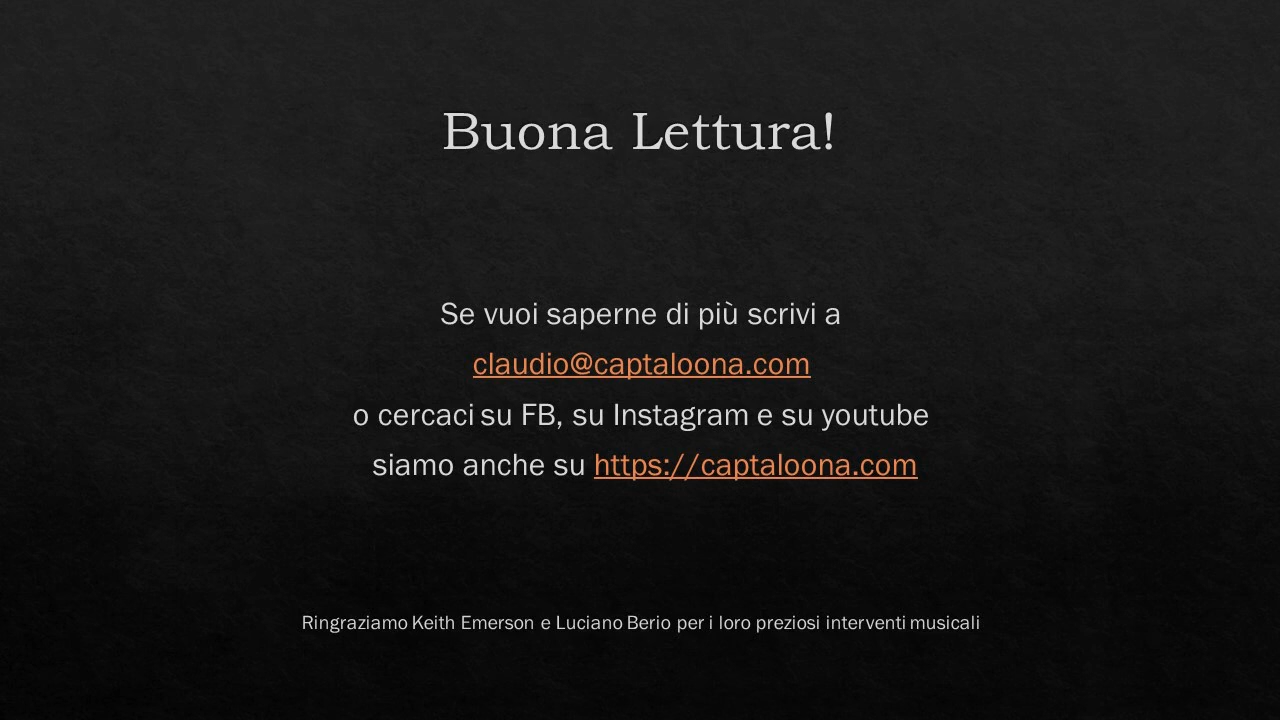 Buona Lettura!
Se vuoi saperne di più scrivi a
claudio@captaloona.com
o cercaci su FB, su Instagram e su youtube
siamo anche su https://captaloona.com
Ringraziamo Keith Emerson e Luciano Berio per i loro preziosi interventi musicali